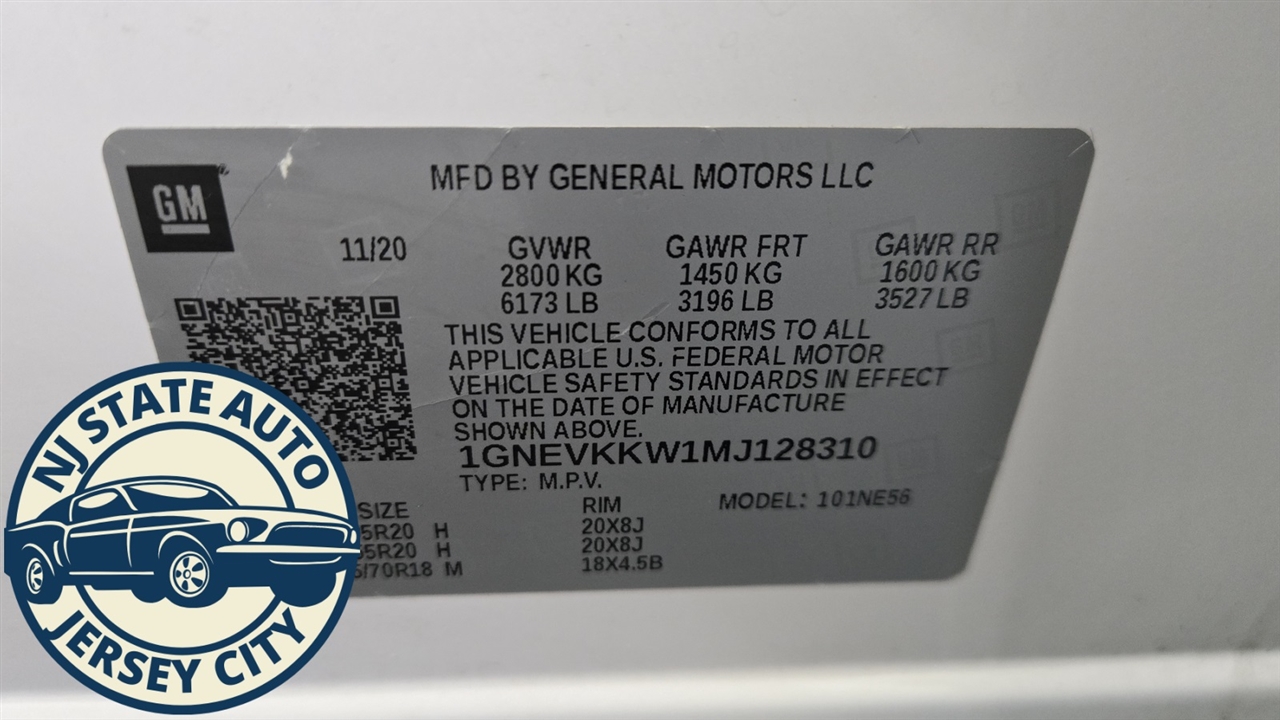 GM
MFD BY GENERAL MOTORS LLC
11/20 GVWR GAWR FRT GAWR RR
2800 KG 1450 KG 1600 KG
6173 LB 3196 LB 3527 LB
THIS VEHICLE CONFORMS TO ALL
APPLICABLE U.S. FEDERAL MOTOR
VEHICLE SAFETY STANDARDS IN EFFECT
ON THE DATE OF MANUFACTURE
SHOWN ABOVE.
1GNEVKKW1MJ128310
TYPE: M.P.V.
SIZE RIM MODEL: 101NE56
5R20 H 20X8J
55R20 H 20X8J
/70R18 M 18X4.5B
NJ STATE AUTO
JERSEY CITY